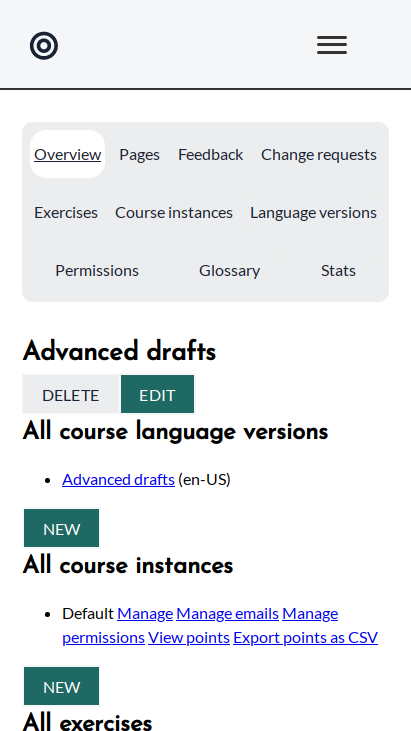 Overview Pages Feedback Change requests
Exercises Course instances Language versions
Permissions Glossary Stats
Advanced drafts
DELETE EDIT
All course language versions
Advanced drafts (en-US)
NEW
All course instances
Default Manage Manage emails Manage
permissions View points Export points as CSV
NEW
All exercises